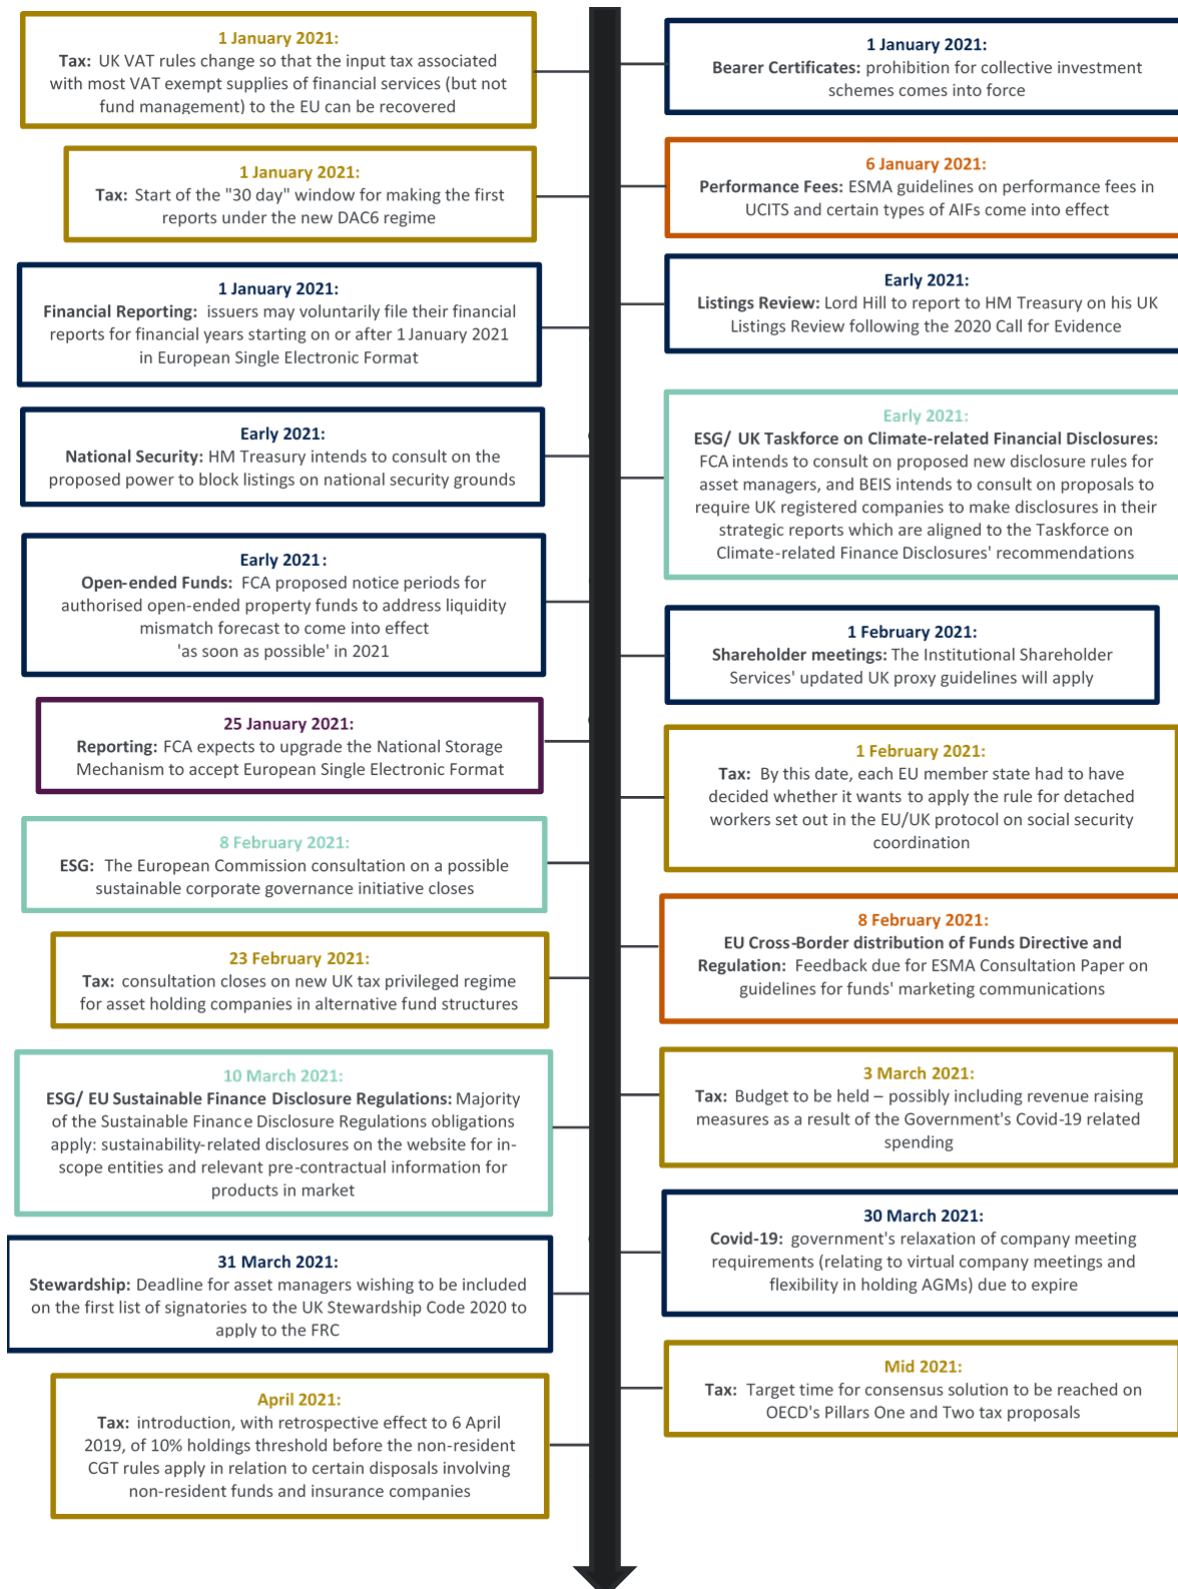 1 January 2021:
Tax: UK VAT rules change so that the input tax associated
with most VAT exempt supplies of financial services (but not
fund management) to the EU can be recovered
1 January 2021:
Bearer Certificates: prohibition for collective investment
schemes comes into force
1 January 2021:
Tax: Start of the "30 day" window for making the first
reports under the new DAC6 regime
6 January 2021:
Performance Fees: ESMA guidelines on performance fees in
UCITS and certain types of AIFs come into effect
1 January 2021:
Financial Reporting: issuers may voluntarily file their financial
reports for financial years starting on or after 1 January 2021
in European Single Electronic Format
Early 2021:
Listings Review: Lord Hill to report to HM Treasury on his UK
Listings Review following the 2020 Call for Evidence
Early 2021:
National Security: HM Treasury intends to consult on the
proposed power to block listings on national security grounds
Early 2021:
ESG/ UK Taskforce on Climate-related Financial Disclosures:
FCA intends to consult on proposed new disclosure rules for
asset managers, and BEIS intends to consult on proposals to
require UK registered companies to make disclosures in their
strategic reports which are aligned to the Taskforce on
Climate-related Finance Disclosures' recommendations
Early 2021:
Open-ended Funds: FCA proposed notice periods for
authorised open-ended property funds to address liquidity
mismatch forecast to come into effect
'as soon as possible' in 2021
1 February 2021:
Shareholder meetings: The Institutional Shareholder
Services' updated UK proxy guidelines will apply
25 January 2021:
Reporting: FCA expects to upgrade the National Storage
Mechanism to accept European Single Electronic Format
1 February 2021:
Tax: By this date, each EU member state had to have
decided whether it wants to apply the rule for detached
workers set out in the EU/UK protocol on social security
coordination
8 February 2021:
ESG: The European Commission consultation on a possible
sustainable corporate governance initiative closes
8 February 2021:
EU Cross-Border distribution of Funds Directive and
Regulation: Feedback due for ESMA Consultation Paper on
guidelines for funds' marketing communications
23 February 2021:
Tax: consultation closes on new UK tax privileged regime
for asset holding companies in alternative fund structures
3 March 2021:
Tax: Budget to be held – possibly including revenue raising
measures as a result of the Government's Covid-19 related
spending
10 March 2021:
ESG/ EU Sustainable Finance Disclosure Regulations: Majority
of the Sustainable Finance Disclosure Regulations obligations
apply: sustainability-related disclosures on the website for in-
scope entities and relevant pre-contractual information for
products in market
30 March 2021:
Covid-19: government's relaxation of company meeting
requirements (relating to virtual company meetings and
flexibility in holding AGMs) due to expire
31 March 2021:
Stewardship: Deadline for asset managers wishing to be included
on the first list of signatories to the UK Stewardship Code 2020 to
apply to the FRC
Mid 2021:
Tax: Target time for consensus solution to be reached on
OECD's Pillars One and Two tax proposals
April 2021:
Tax: introduction, with retrospective effect to 6 April
2019, of 10% holdings threshold before the non-resident
CGT rules apply in relation to certain disposals involving
non-resident funds and insurance companies